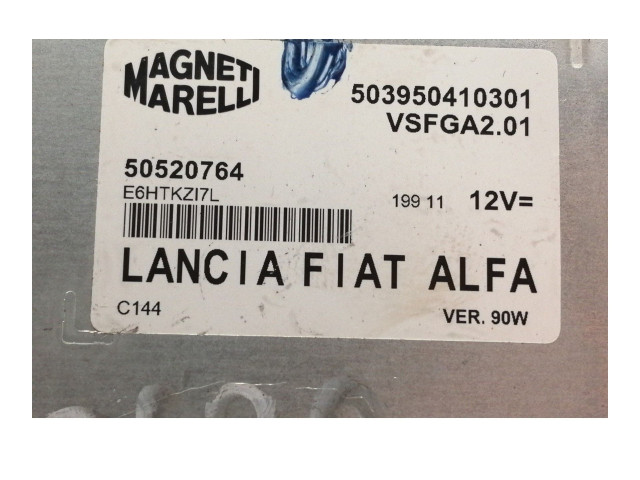 MAGNETI
MARELLI
503950410301
VSFGA2.01
50520764
E6HTKZI7L
199 11 12V=
LANCIA FIAT ALFA
C144
VER. 90W